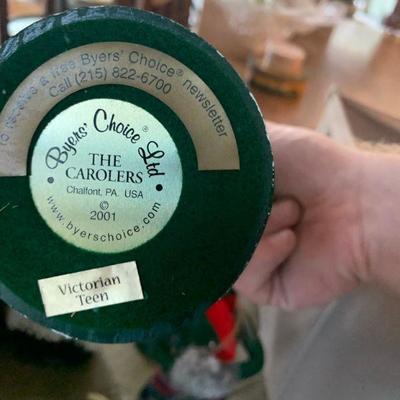 to receive a free Byers' Choice® newsletter
Call (215) 822-6700
Byers' Choice Ltd®
THE
CAROLERS
Chalfont, PA. USA
©
2001
www.byerschoice.com
Victorian
Teen